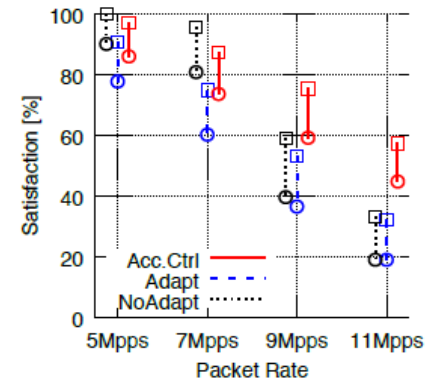 Satisfaction [%]
100
80
60
40
20
0
Acc.Ctrl
Adapt
NoAdapt
5Mpps 7Mpps 9Mpps 11Mpps
Packet Rate